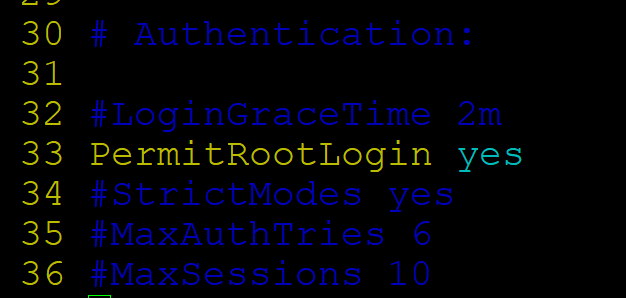 30 # Authentication:
31
32 #LoginGraceTime 2m
33 PermitRootLogin yes
34 #StrictModes yes
35 #MaxAuthTries 6
36 #MaxSessions 10